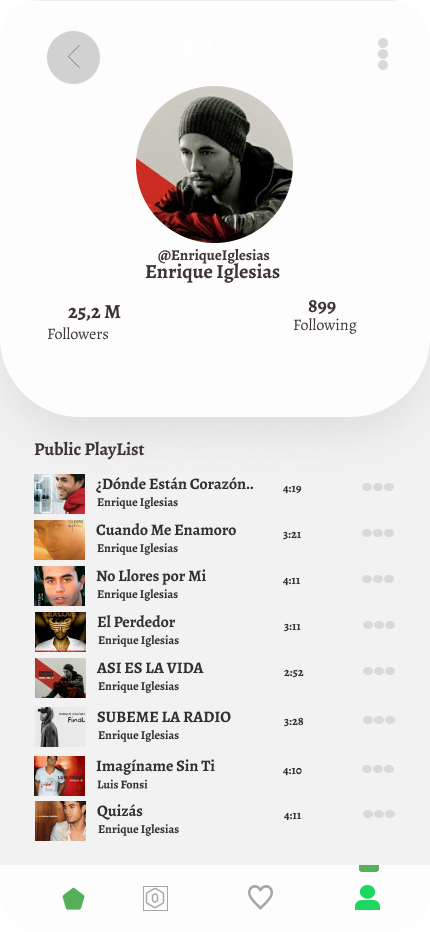 @EnriqueIglesias
Enrique Iglesias
25,2 M
Followers
899
Following
Public PlayList
¿Dónde Están Corazón..
4:19
Enrique Iglesias
Cuando Me Enamoro
3:21
Enrique Iglesias
No Llores por Mi
4:11
Enrique Iglesias
El Perdedor
3:11
Enrique Iglesias
ASI ES LA VIDA
2:52
Enrique Iglesias
SUBEME LA RADIO
3:28
Enrique Iglesias
FinaL
Imagíname Sin Ti
4:10
Luis Fonsi
Quizás
4:11
Enrique Iglesias